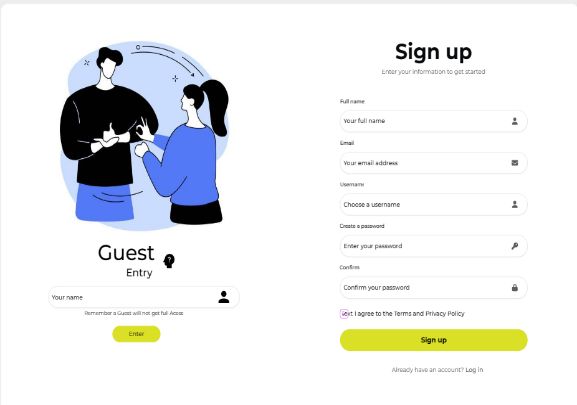 Guest
?
Entry
Your name
Remember a Guest will not get full Acess
Enter
Sign up
Enter your information to get started
Full name
Your full name
Email
Your email address
Username
Choose a username
Create a password
Enter your password
Confirm
Confirm your password
I agree to the Terms and Privacy Policy
Sign up
Already have an account? Log in